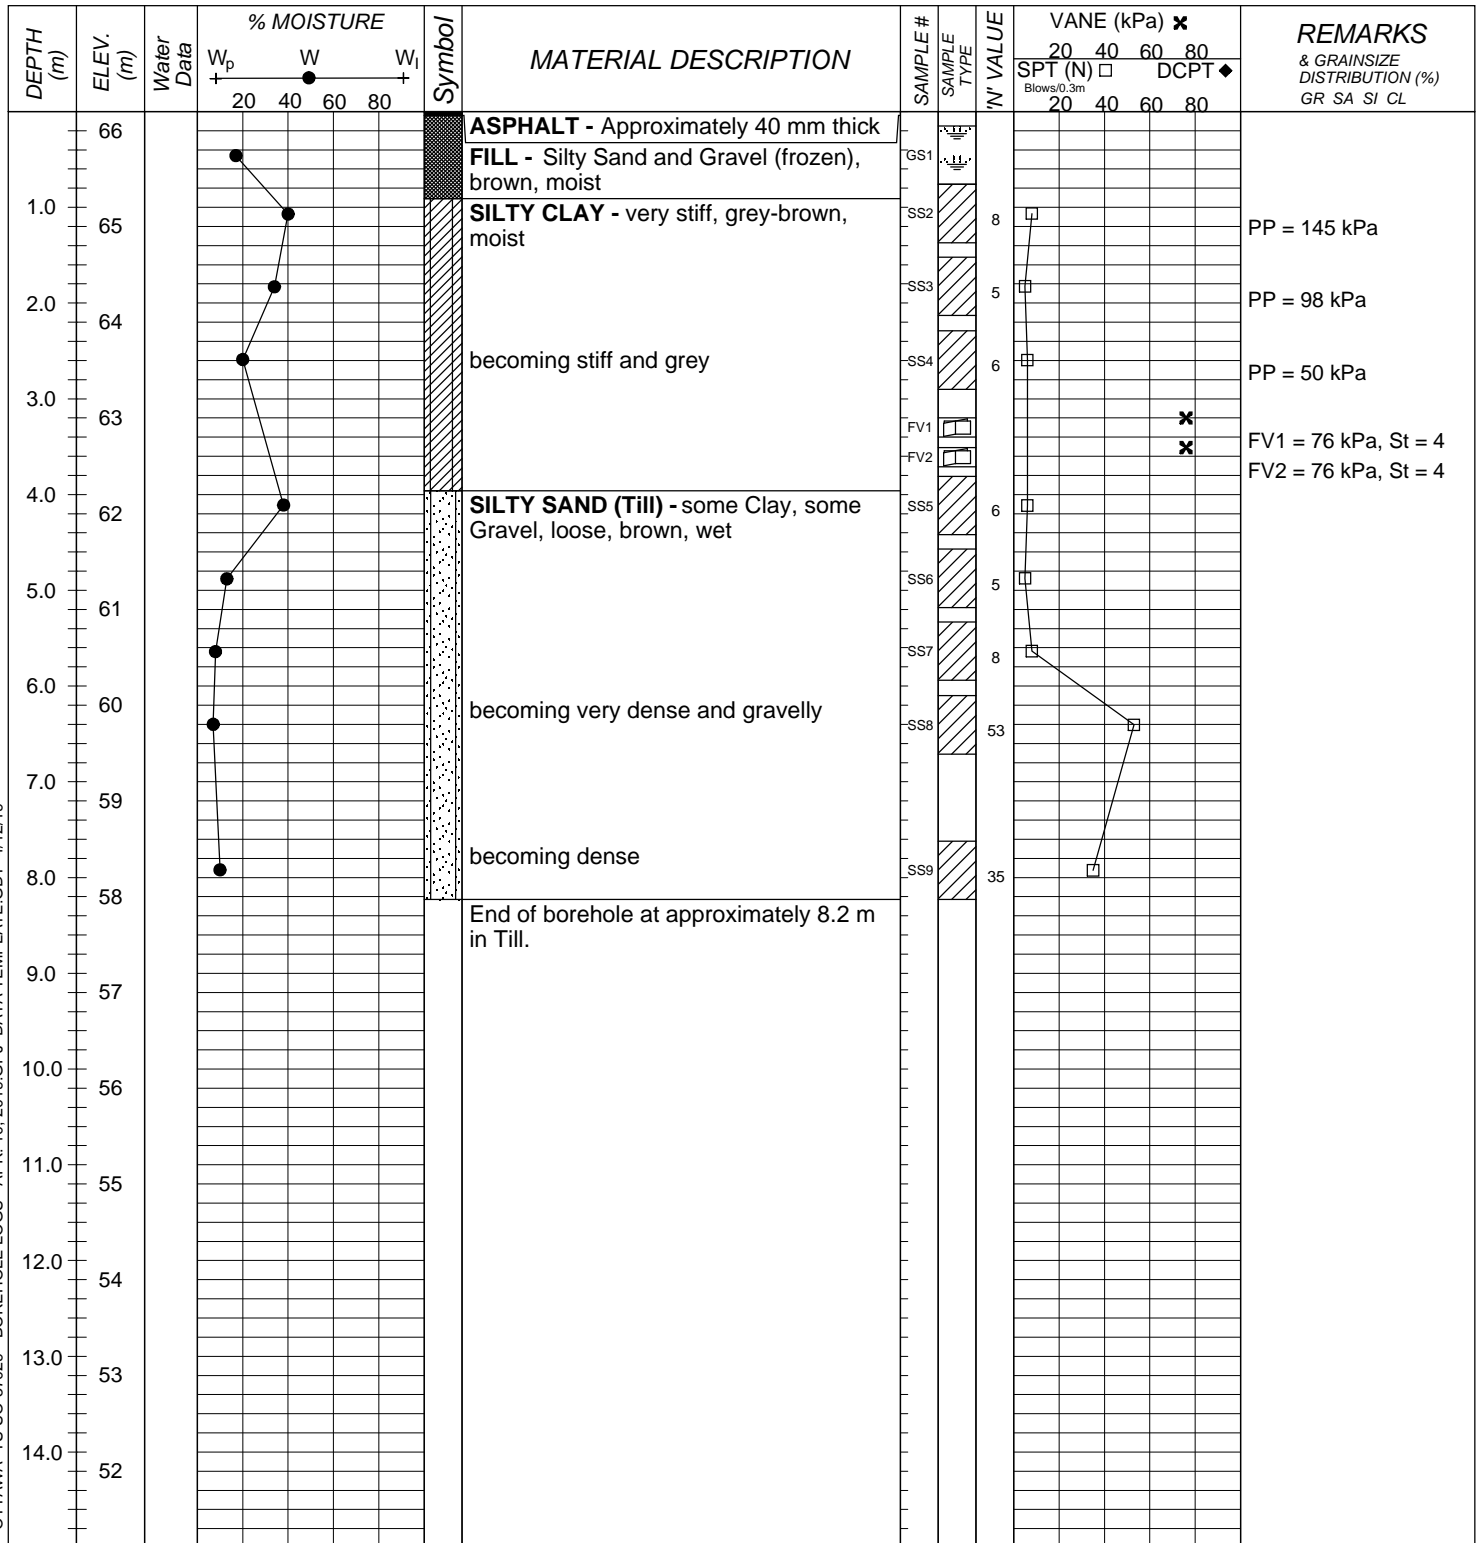 DEPTH (m)
ELEV. (m)
Water Data
% MOISTURE
Wp W Wl
20 40 60 80
Symbol
MATERIAL DESCRIPTION
SAMPLE #
SAMPLE TYPE
'N' VALUE
VANE (kPa) ✖
20 40 60 80
SPT (N) □ DCPT ◆
Blows/0.3m
20 40 60 80
REMARKS
& GRAINSIZE
DISTRIBUTION (%)
GR SA SI CL
66
ASPHALT - Approximately 40 mm thick
FILL - Silty Sand and Gravel (frozen),
brown, moist
GS1
1.0
65
SILTY CLAY - very stiff, grey-brown,
moist
SS2
8
PP = 145 kPa
SS3
5
PP = 98 kPa
2.0
64
becoming stiff and grey
SS4
6
PP = 50 kPa
3.0
63
FV1
FV1 = 76 kPa, St = 4
FV2
FV2 = 76 kPa, St = 4
4.0
62
SILTY SAND (Till) - some Clay, some
Gravel, loose, brown, wet
SS5
6
SS6
5
5.0
61
SS7
8
6.0
60
becoming very dense and gravelly
SS8
53
7.0
59
becoming dense
SS9
35
8.0
58
End of borehole at approximately 8.2 m
in Till.
9.0
57
10.0
56
11.0
55
12.0
54
13.0
53
14.0
52